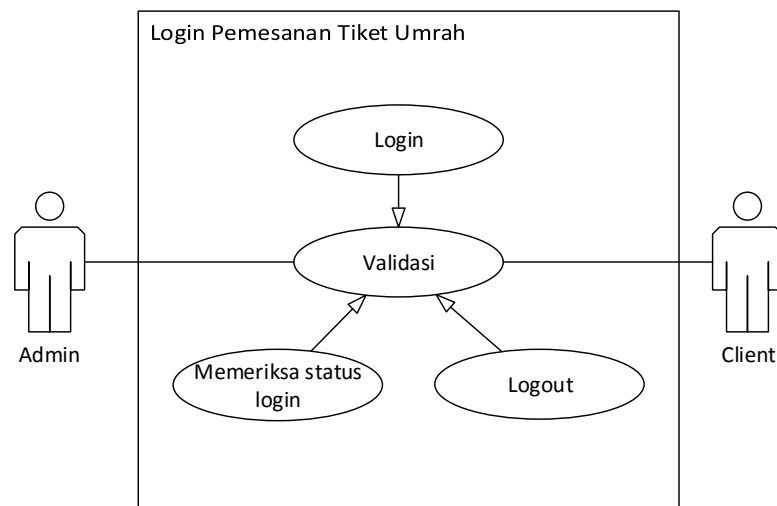 Login Pemesanan Tiket Umrah
Login
Validasi
Admin
Client
Memeriksa status
login
Logout